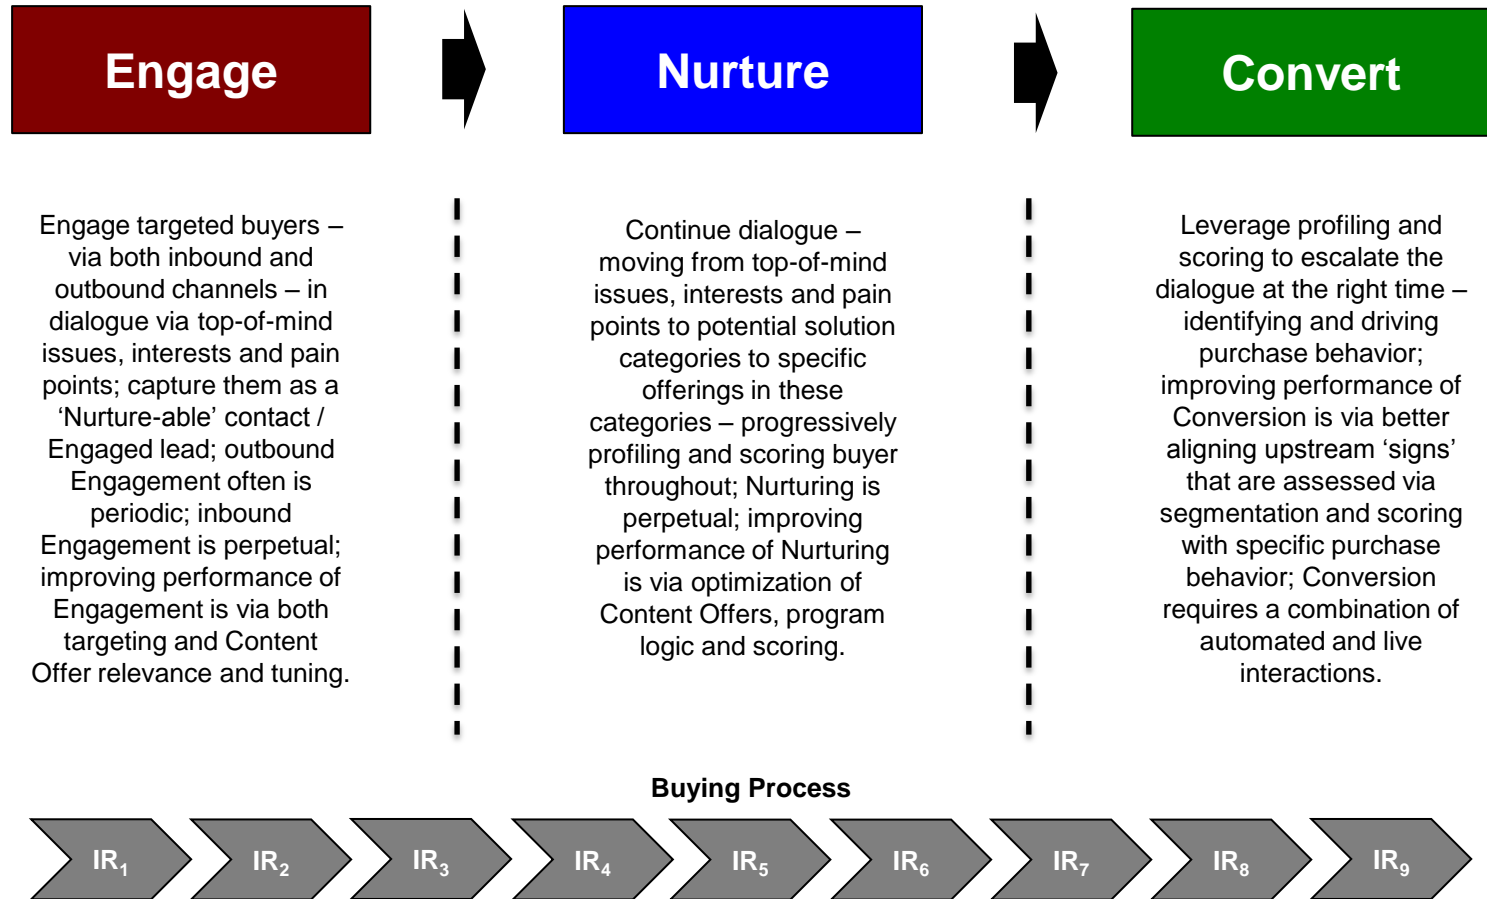 Engage
Nurture
Convert
Engage targeted buyers –
via both inbound and
outbound channels – in
dialogue via top-of-mind
issues, interests and pain
points; capture them as a
‘Nurture-able’ contact /
Engaged lead; outbound
Engagement often is
periodic; inbound
Engagement is perpetual;
improving performance of
Engagement is via both
targeting and Content
Offer relevance and tuning.
Continue dialogue –
moving from top-of-mind
issues, interests and pain
points to potential solution
categories to specific
offerings in these
categories – progressively
profiling and scoring buyer
throughout; Nurturing is
perpetual; improving
performance of Nurturing
is via optimization of
Content Offers, program
logic and scoring.
Leverage profiling and
scoring to escalate the
dialogue at the right time –
identifying and driving
purchase behavior;
improving performance of
Conversion is via better
aligning upstream ‘signs’
that are assessed via
segmentation and scoring
with specific purchase
behavior; Conversion
requires a combination of
automated and live
interactions.
Buying Process
IR1
IR2
IR3
IR4
IR5
IR6
IR7
IR8
IR9